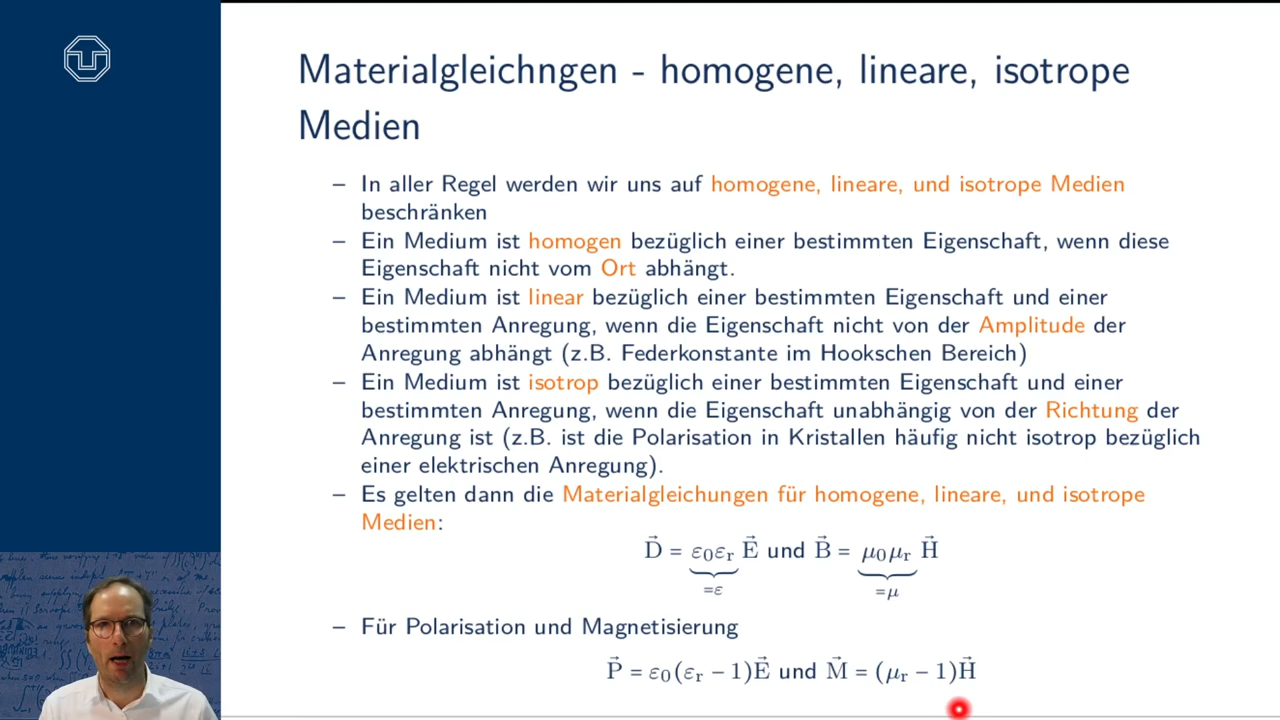 Materialgleichngen - homogene, lineare, isotrope
Medien
– In aller Regel werden wir uns auf homogene, lineare, und isotrope Medien
beschränken
– Ein Medium ist homogen bezüglich einer bestimmten Eigenschaft, wenn diese
Eigenschaft nicht vom Ort abhängt.
– Ein Medium ist linear bezüglich einer bestimmten Eigenschaft und einer
bestimmten Anregung, wenn die Eigenschaft nicht von der Amplitude der
Anregung abhängt (z.B. Federkonstante im Hookschen Bereich)
– Ein Medium ist isotrop bezüglich einer bestimmten Eigenschaft und einer
bestimmten Anregung, wenn die Eigenschaft unabhängig von der Richtung der
Anregung ist (z.B. ist die Polarisation in Kristallen häufig nicht isotrop bezüglich
einer elektrischen Anregung).
– Es gelten dann die Materialgleichungen für homogene, lineare, und isotrope
Medien:
D⃗ = ε₀εᵣ E⃗ und B⃗ = μ₀μᵣ H⃗
=ε =μ
– Für Polarisation und Magnetisierung
P⃗ = ε₀(εᵣ − 1)E⃗ und M⃗ = (μᵣ − 1)H⃗